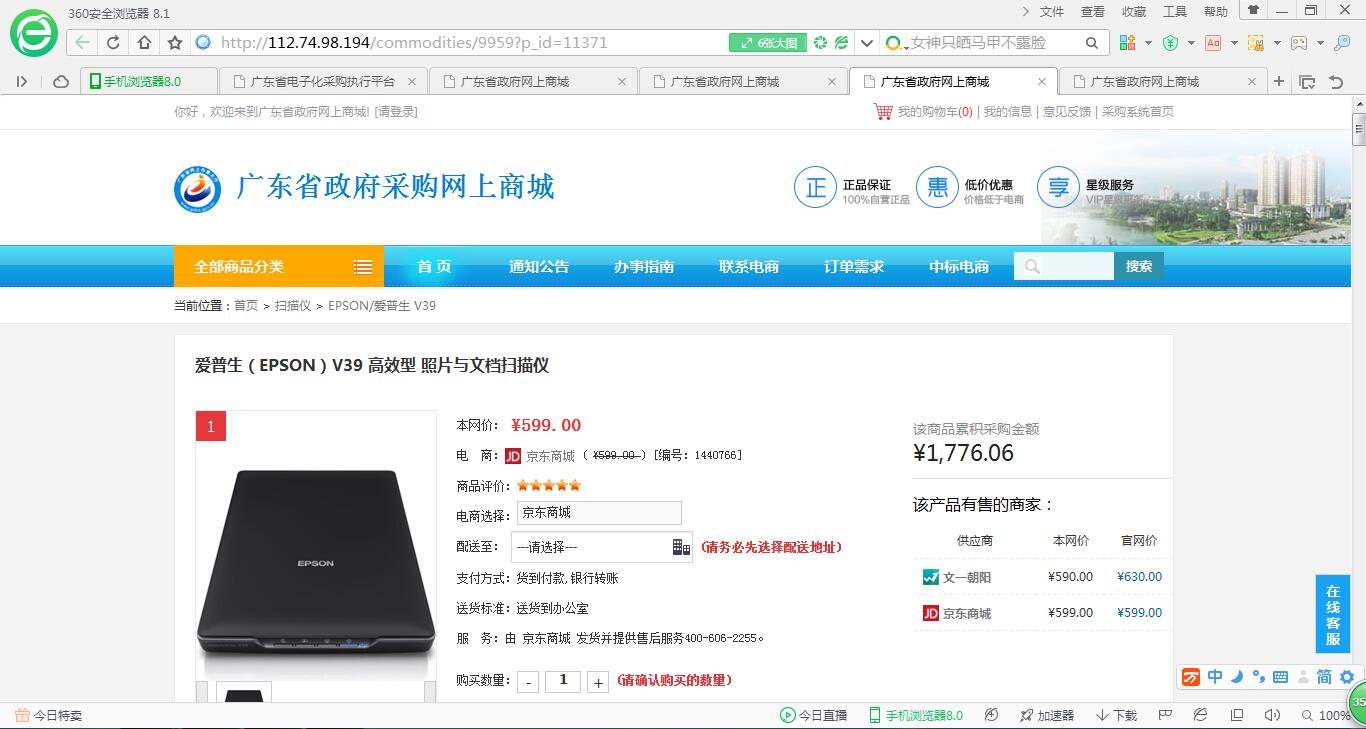 360安全浏览器 8.1
文件 查看 收藏 工具 帮助
http://112.74.98.194/commodities/9959?p_id=11371
6张大图
女神只晒马甲不露脸
手机浏览器8.0
广东省电子化采购执行平台
广东省政府网上商城
广东省政府网上商城
广东省政府网上商城
广东省政府网上商城
你好，欢迎来到广东省政府网上商城! [请登录]
我的购物车(0) | 我的信息 | 意见反馈 | 采购系统首页
广东省政府采购网上商城
正 正品保证
100%自营正品
惠 低价优惠
价格低于电商
享 星级服务
全部商品分类 首 页 通知公告 办事指南 联系电商 订单需求 中标电商 搜索
当前位置：首页 > 扫描仪 > EPSON/爱普生 V39
爱普生（EPSON）V39 高效型 照片与文档扫描仪
1
EPSON
本网价： ¥599.00
电 商： JD 京东商城（ ¥599.00 ）[编号：1440766]
商品评价：
电商选择： 京东商城
配送至： ---请选择--- (请务必先选择配送地址)
支付方式：货到付款,银行转账
送货标准：送货到办公室
服 务：由 京东商城 发货并提供售后服务400-606-2255。
购买数量： - 1 + (请确认购买的数量)
该商品累积采购金额
¥1,776.06
该产品有售的商家：
供应商 本网价 官网价
文一朝阳 ¥590.00 ¥630.00
JD 京东商城 ¥599.00 ¥599.00
在线客服
中 简
35
今日特卖
今日直播 手机浏览器8.0 加速器 下载 100%